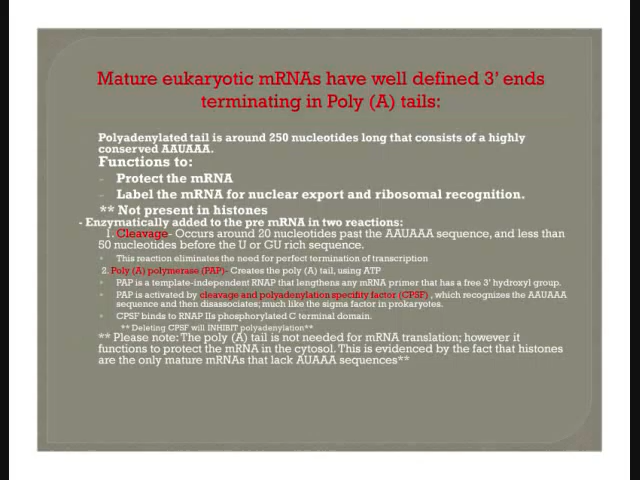 Mature eukaryotic mRNAs have well defined 3' ends
terminating in Poly (A) tails:
Polyadenylated tail is around 250 nucleotides long that consists of a highly
conserved AAUAAA.
Functions to:
- Protect the mRNA
- Label the mRNA for nuclear export and ribosomal recognition.
** Not present in histones
- Enzymatically added to the pre mRNA in two reactions:
1. Cleavage- Occurs around 20 nucleotides past the AAUAAA sequence, and less than
50 nucleotides before the U or GU rich sequence.
• This reaction eliminates the need for perfect termination of transcription
2. Poly (A) polymerase (PAP)- Creates the poly (A) tail, using ATP
• PAP is a template-independent RNAP that lengthens any mRNA primer that has a free 3' hydroxyl group.
• PAP is activated by cleavage and polyadenylation specifity factor (CPSF) , which recognizes the AAUAAA
sequence and then disassociates; much like the sigma factor in prokaryotes.
• CPSF binds to RNAP IIs phosphorylated C terminal domain.
** Deleting CPSF will INHIBIT polyadenylation**
** Please note: The poly (A) tail is not needed for mRNA translation; however it
functions to protect the mRNA in the cytosol. This is evidenced by the fact that histones
are the only mature mRNAs that lack AUAAA sequences**